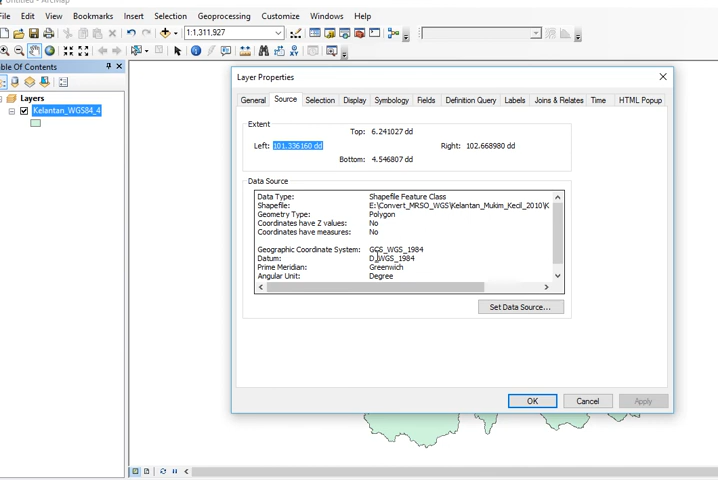 Untitled - ArcMap
File Edit View Bookmarks Insert Selection Geoprocessing Customize Windows Help
1:1,311,927
Table Of Contents
Layers
Kelantan_WGS84_4
Layer Properties
General Source Selection Display Symbology Fields Definition Query Labels Joins & Relates Time HTML Popup
Extent
Top: 6.241027 dd
Left: 101.336160 dd Right: 102.668980 dd
Bottom: 4.546807 dd
Data Source
Data Type: Shapefile Feature Class
Shapefile: E:\Convert_MRSO_WGS\Kelantan_Mukim_Kecil_2010\K
Geometry Type: Polygon
Coordinates have Z values: No
Coordinates have measures: No
Geographic Coordinate System: GCS_WGS_1984
Datum: D_WGS_1984
Prime Meridian: Greenwich
Angular Unit: Degree
Set Data Source...
OK Cancel Apply